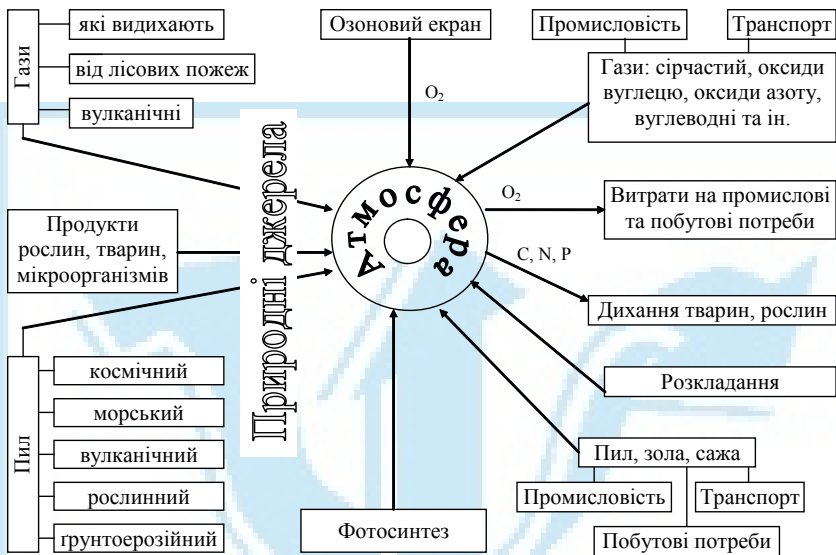 Гази
які видихають
від лісових пожеж
вулканічні
Озоновий екран
O₂
Промисловість
Транспорт
Гази: сірчастий, оксиди
вуглецю, оксиди азоту,
вуглеводні та ін.
Природні джерела
Атмосфера
Продукти
рослин, тварин,
мікроорганізмів
O₂
Витрати на промислові
та побутові потреби
C, N, P
Дихання тварин, рослин
Розкладання
Пил
космічний
морський
вулканічний
рослинний
ґрунтоерозійний
Фотосинтез
Пил, зола, сажа
Промисловість
Транспорт
Побутові потреби